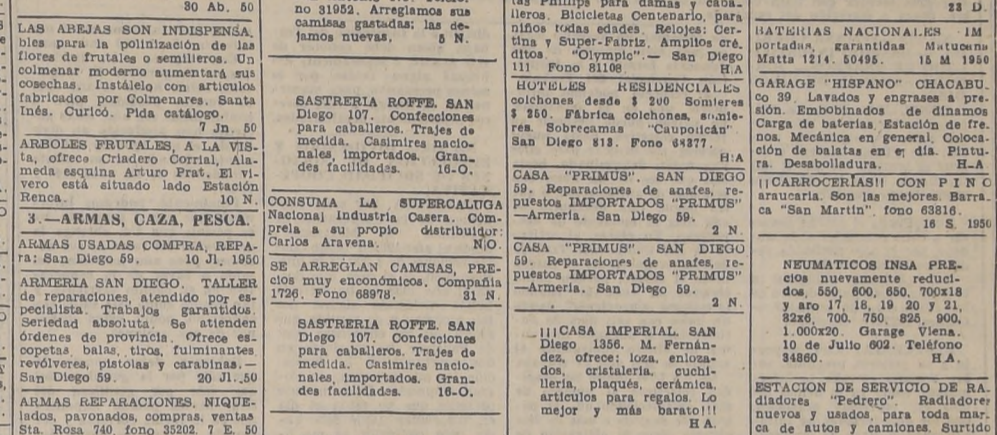 30 Ab. 50
LAS ABEJAS SON INDISPENSA,
bles para la polinización de las
flores de frutales o semilleros. Un
colmenar moderno aumentará sus
cosechas. Instálelo con artículos
fabricados por Colmenares. Santa
Inés. Curicó. Pida catálogo.
7 Jn. 50
ARBOLES FRUTALES, A LA VIS-
ta, ofrece Criadero Corrial, Ala-
meda esquina Arturo Prat. El vi-
vero está situado lado Estación
Renca. 10 N.
3.—ARMAS, CAZA, PESCA.
ARMAS USADAS COMPRA, REPA-
ra: San Diego 59. 10 Jl, 1950
ARMERIA SAN DIEGO. TALLER
de reparaciones, atendido por es-
pecialista. Trabajos garantidos.
Seriedad absoluta. Se atienden
órdenes de provincia. Ofrece es-
copetas, balas, tiros, fulminantes
revólveres, pistolas y carabinas.—
San Diego 59. 20 Jl..50
ARMAS REPARACIONES, NIQUE-
lados, pavonados, compras, ventas
Sta. Rosa 740, fono 35202. 7 E. 50
no 31952. Arreglamos sus
camisas gastadas; las de-
jamos nuevas. 5 N.
SASTRERIA ROFFE. SAN
Diego 107. Confecciones
para caballeros. Trajes de
medida. Casimires nacio-
nales, importados. Gran_
des facilidades. 16-O.
CONSUMA LA SUPERCALUGA
Nacional Industria Casera. Cóm-
prela a su propio distribuidor:
Carlos Aravena. N|O.
SE ARREGLAN CAMISAS, PRE-
cios muy enconómicos. Compañía
1726. Fono 68978. 31 N.
SASTRERIA ROFFE. SAN
Diego 107. Confecciones
para caballeros. Trajes de
medida. Casimires nacio-
nales, importados. Gran_
des facilidades. 16-O.
tas Phillips para damas y caba-
lleros. Bicicletas Centenario, para
niños todas edades. Relojes: Cer-
tina y Super-Fabriz. Amplios cré_
ditos. "Olympic".— San Diego
111 Fono 81108. H|A
HOTELES RESIDENCIALES
colchones desde $ 200 Somieres
$ 250. Fábrica colchones, somie-
res. Sobrecamas "Caupolicán".
San Diego 813. Fono 68377.
H|A
CASA "PRIMUS". SAN DIEGO
59. Reparaciones de anafes, re-
puestos IMPORTADOS "PRIMUS"
—Armería. San Diego 59.
2 N.
CASA "PRIMUS". SAN DIEGO
59. Reparaciones de anafes, re-
puestos IMPORTADOS "PRIMUS"
—Armería. San Diego 59.
2 N.
¡¡¡CASA IMPERIAL. SAN
Diego 1356. M. Fernán-
dez, ofrece: loza, enloza-
dos, cristalería, cuchi-
llería, plaqués, cerámica,
artículos para regalos. Lo
mejor y más barato!!!
H A.
23 D.
BATERIAS NACIONALES IM
portadas, garantidas Matucana
Matta 1214. 50495. 15 M 1950
GARAGE "HISPANO" CHACABU_
co 39. Lavados y engrases a pre-
sión. Embobinados de dinamos
Carga de baterías. Estación de fre_
nos. Mecánica en general. Coloca-
ción de balatas en el día. Pintu-
ra. Desabolladura. H-A
¡¡CARROCERIAS!! CON PINO
araucaria. Son las mejores. Barra_
ca "San Martín". fono 63816.
16 S. 1950
NEUMATICOS INSA PRE-
cios nuevamente reduci-
dos, 550, 600, 650, 700x18
y aro 17, 18, 19 20 y 21,
32x6, 700. 750, 825, 900,
1.000x20. Garage Viena.
10 de Julio 602. Teléfono
34860. H A.
ESTACION DE SERVICIO DE RA_
diadores "Pedrero". Radiadores
nuevos y usados, para toda mar_
ca de autos y camiones. Surtido